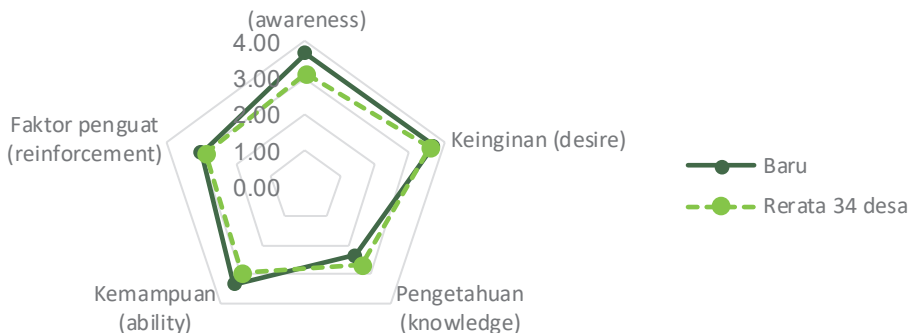 (awareness)
4.00
3.00
2.00
1.00
0.00
Keinginan (desire)
Pengetahuan
(knowledge)
Kemampuan
(ability)
Faktor penguat
(reinforcement)
Baru
Rerata 34 desa